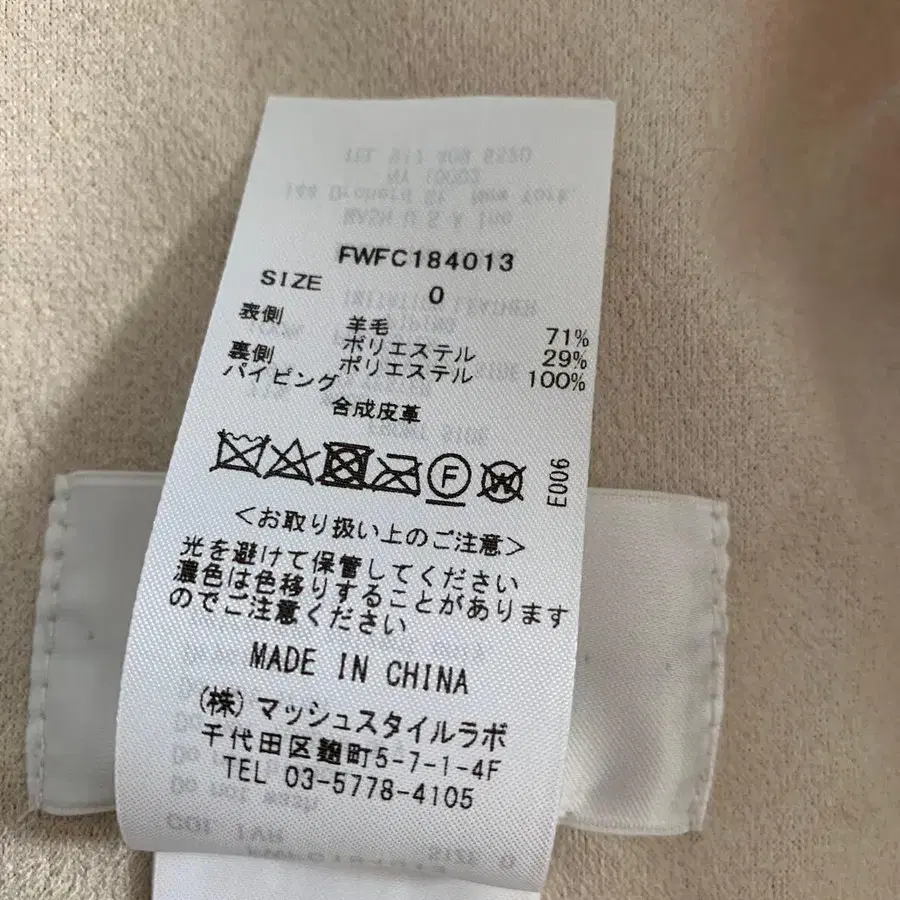 FWFC184013
SIZE 0
表側 羊毛 71%
ポリエステル 29%
裏側 ポリエステル 100%
パイピング
合成皮革
F W E006
<お取り扱い上のご注意>
光を避けて保管してください
濃色は色移りすることがあります
のでご注意ください
MADE IN CHINA
(株)マッシュスタイルラボ
千代田区麹町5-7-1-4F
TEL 03-5778-4105